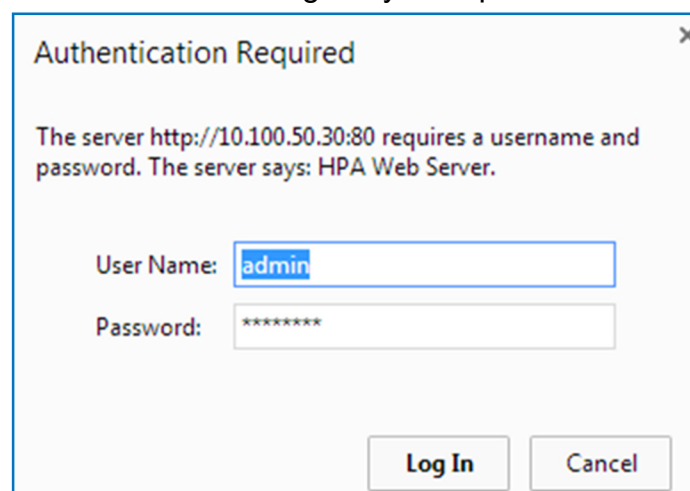 Authentication Required
The server http://10.100.50.30:80 requires a username and
password. The server says: HPA Web Server.
User Name: admin
Password: ********
Log In Cancel